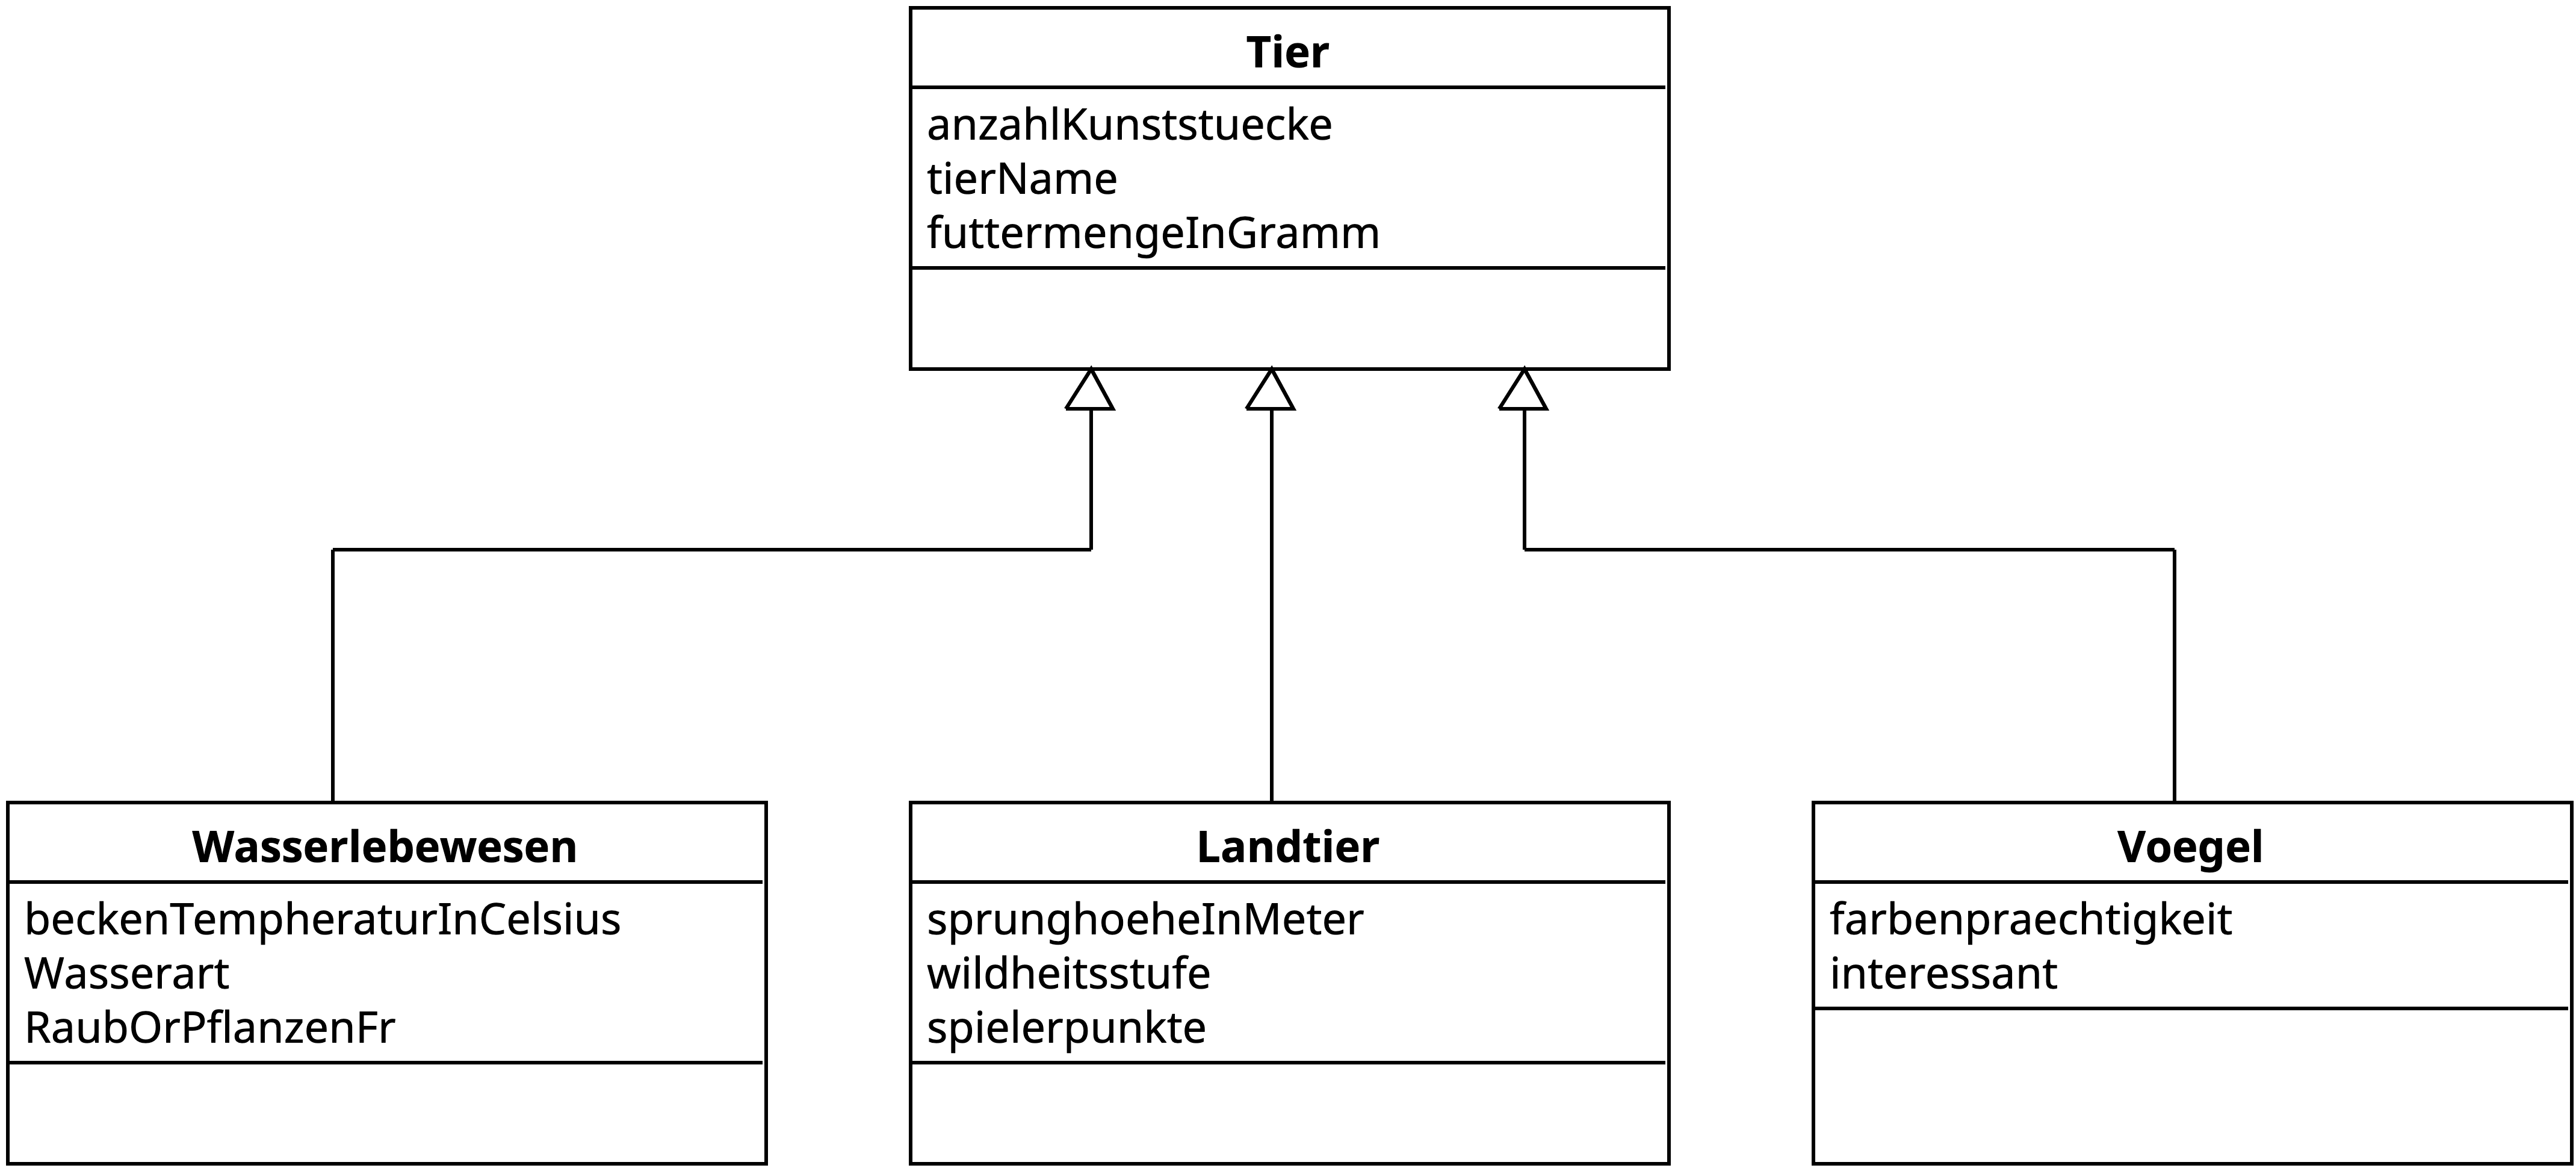 Tier
anzahlKunststuecke
tierName
futtermengeInGramm
Wasserlebewesen
beckenTempheraturInCelsius
Wasserart
RaubOrPflanzenFr
Landtier
sprunghoeheInMeter
wildheitsstufe
spielerpunkte
Voegel
farbenpraechtigkeit
interessant